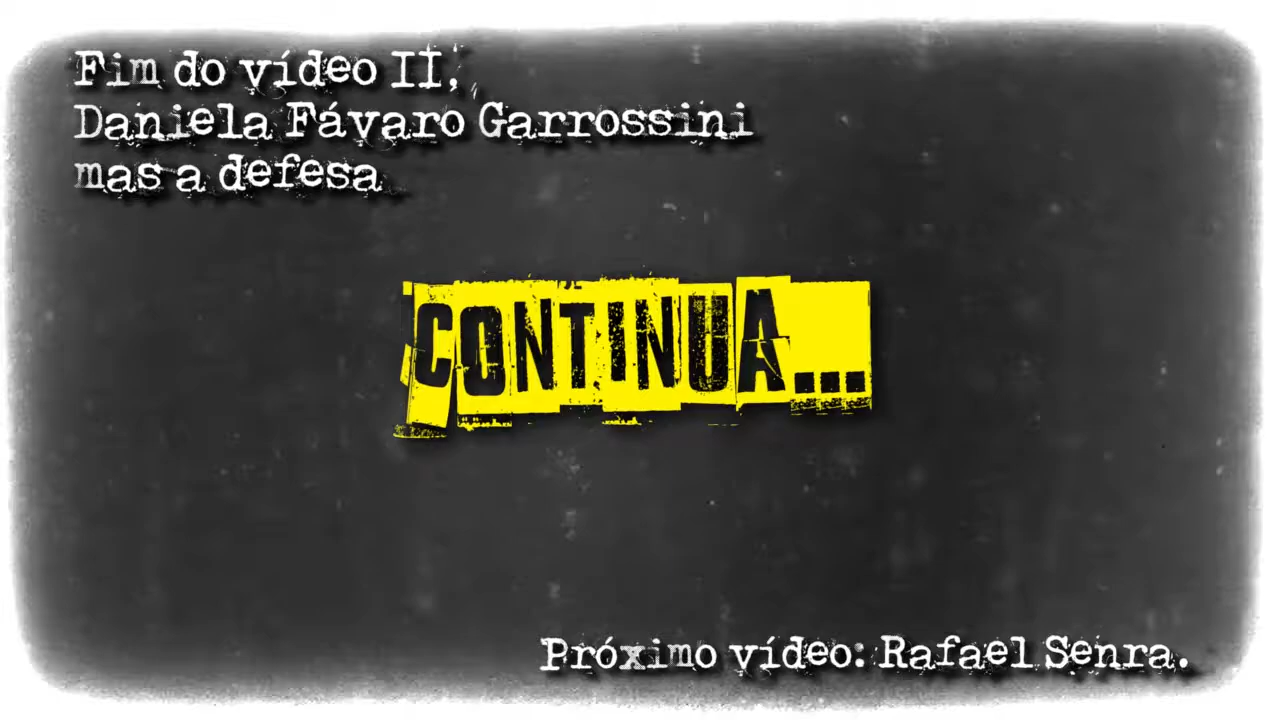 Fim do vídeo II,
Daniela Fávaro Garrossini
mas a defesa
CONTINUA...
Próximo vídeo: Rafael Senra.